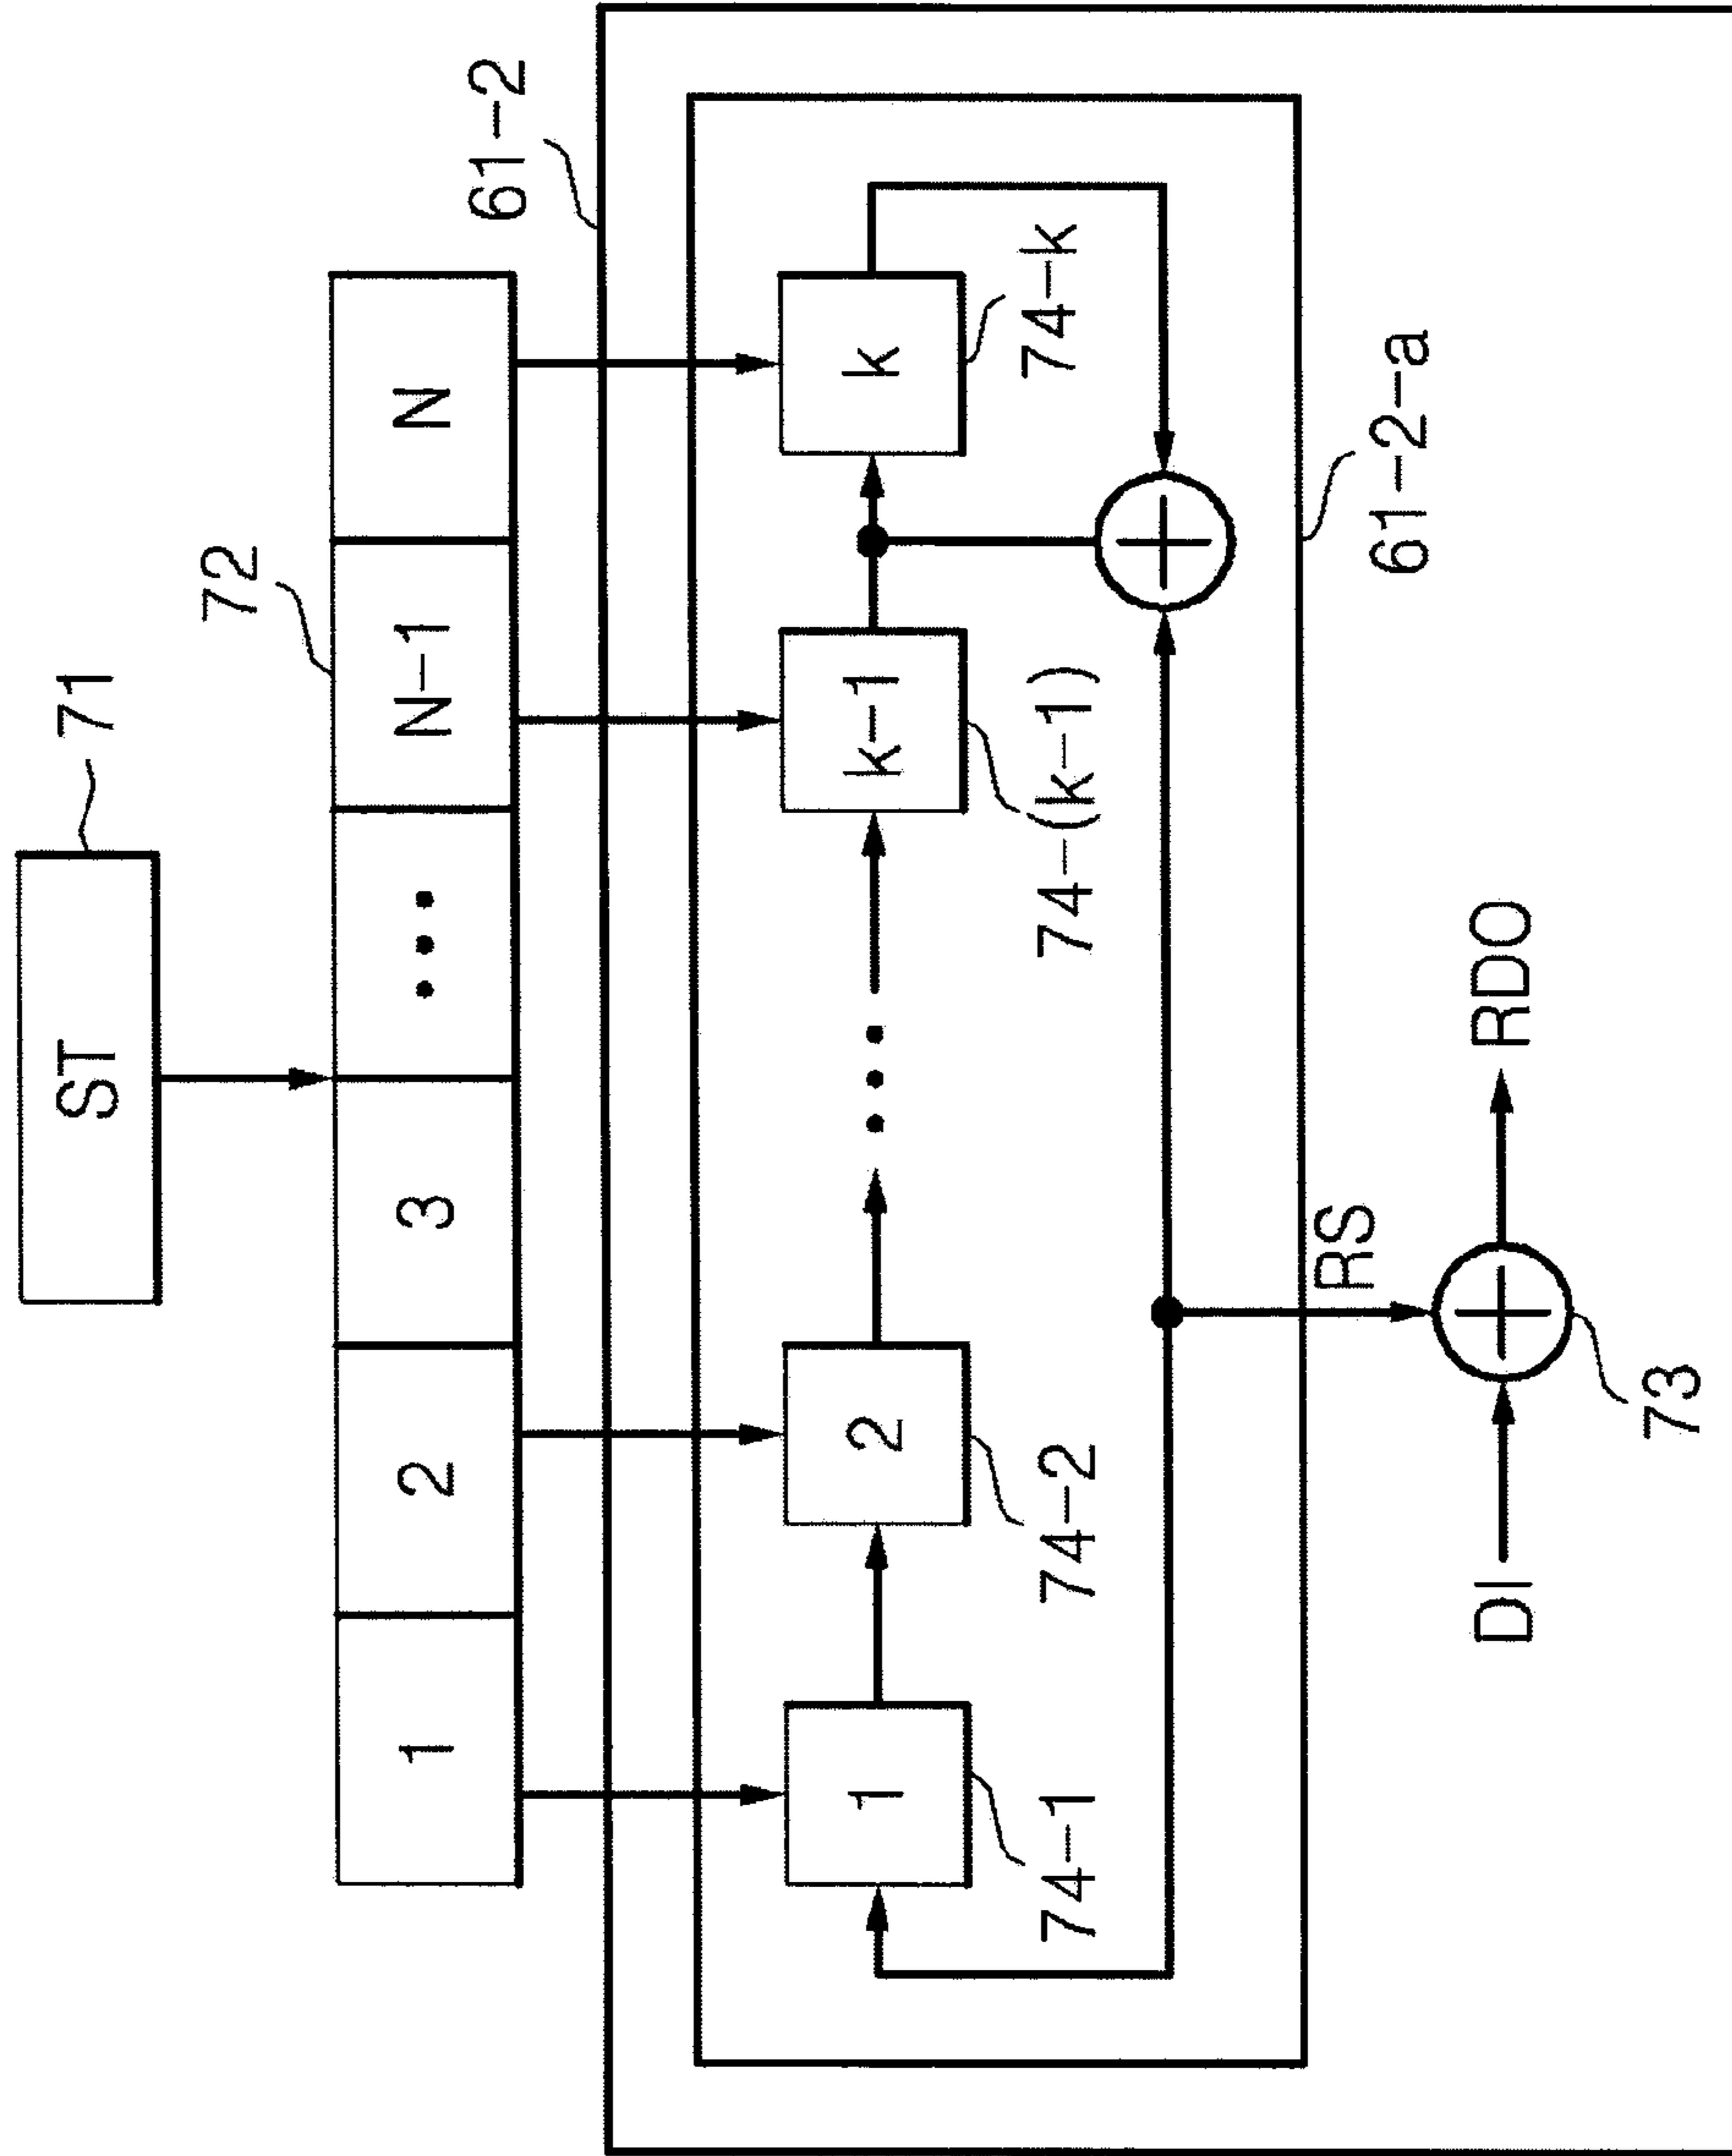 ST
71
72
1
2
3
...
N-1
N
61-2
1
2
...
k-1
k
74-1
74-2
74-(k-1)
74-k
RS
61-2-a
DI
RDO
73